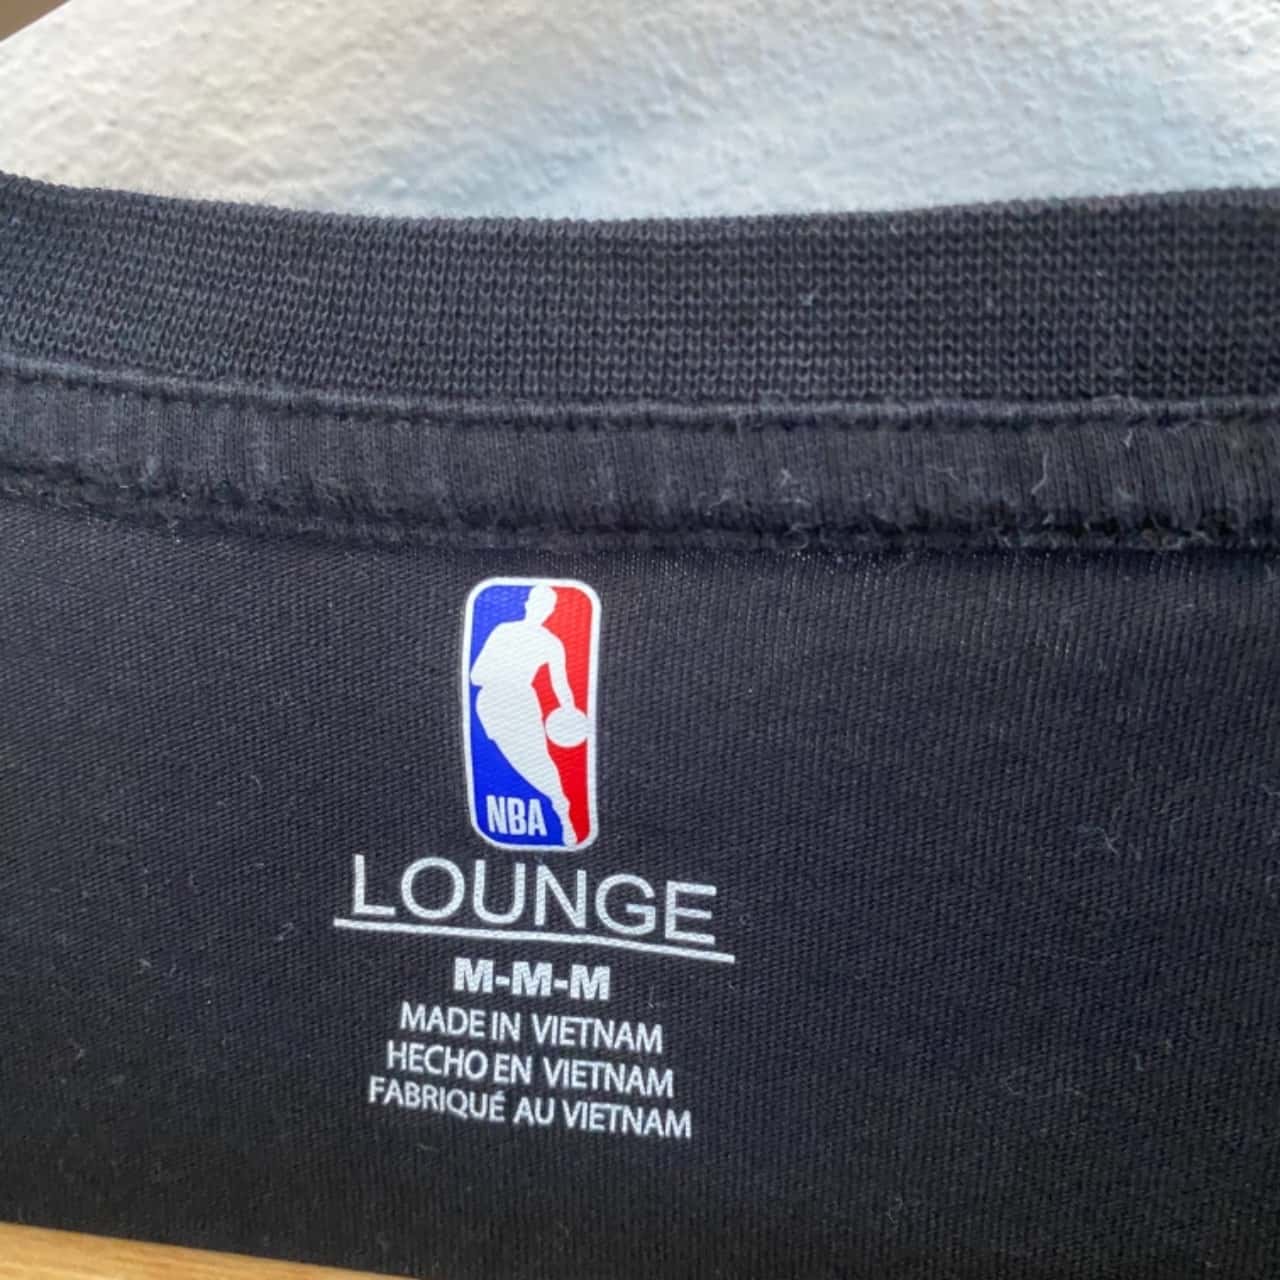 NBA
LOUNGE
M-M-M
MADE IN VIETNAM
HECHO EN VIETNAM
FABRIQUÉ AU VIETNAM